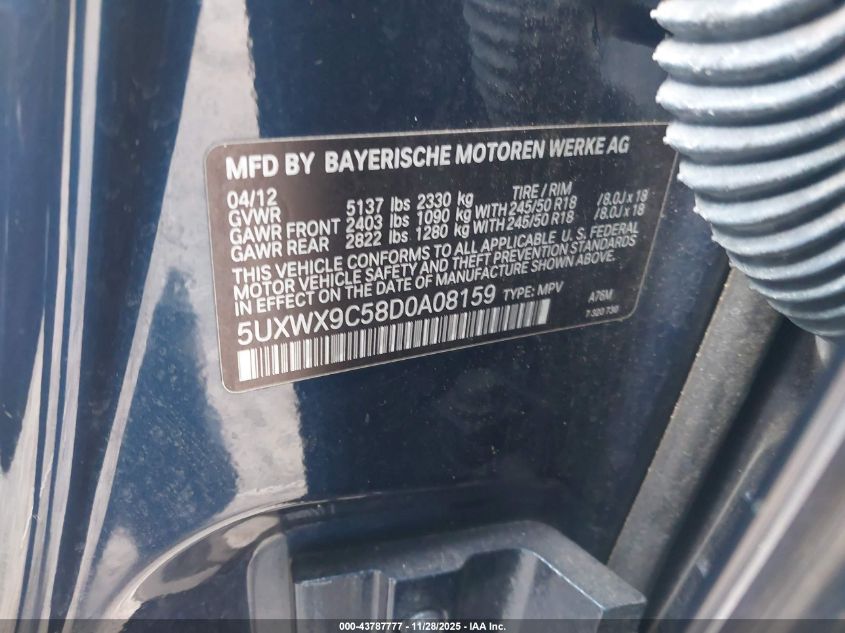 MFD BY BAYERISCHE MOTOREN WERKE AG
04/12 TIRE / RIM
GVWR 5137 lbs 2330 kg
GAWR FRONT 2403 lbs 1090 kg WITH 245/50 R18 /8.0J x 18
GAWR REAR 2822 lbs 1280 kg WITH 245/50 R18 /8.0J x 18
THIS VEHICLE CONFORMS TO ALL APPLICABLE U. S. FEDERAL
MOTOR VEHICLE SAFETY AND THEFT PREVENTION STANDARDS
IN EFFECT ON THE DATE OF MANUFACTURE SHOWN ABOVE.
5UXWX9C58D0A08159 TYPE: MPV A76M
7 320 730
000-43787777 - 11/28/2025 - IAA Inc.